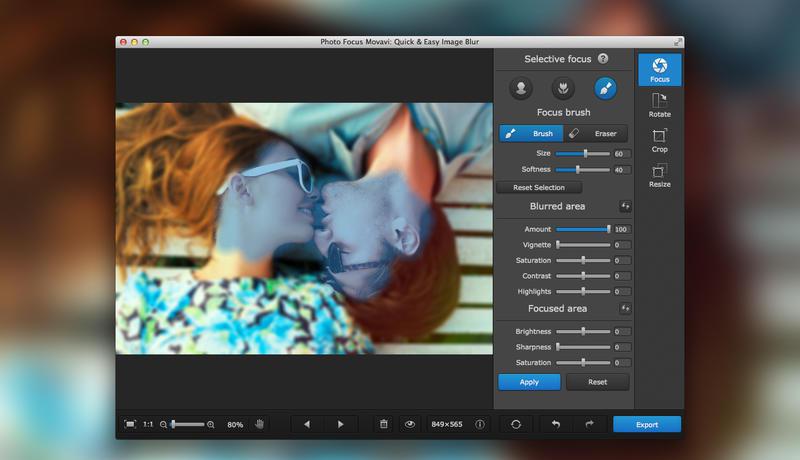 Photo Focus Movavi: Quick & Easy Image Blur
Selective focus ?
Focus brush
Brush Eraser
Size 60
Softness 40
Reset Selection
Blurred area
Amount 100
Vignette 0
Saturation 0
Contrast 0
Highlights 0
Focused area
Brightness 0
Sharpness 0
Saturation 0
Apply Reset
Focus
Rotate
Crop
Resize
1:1 80% 849×565 Export